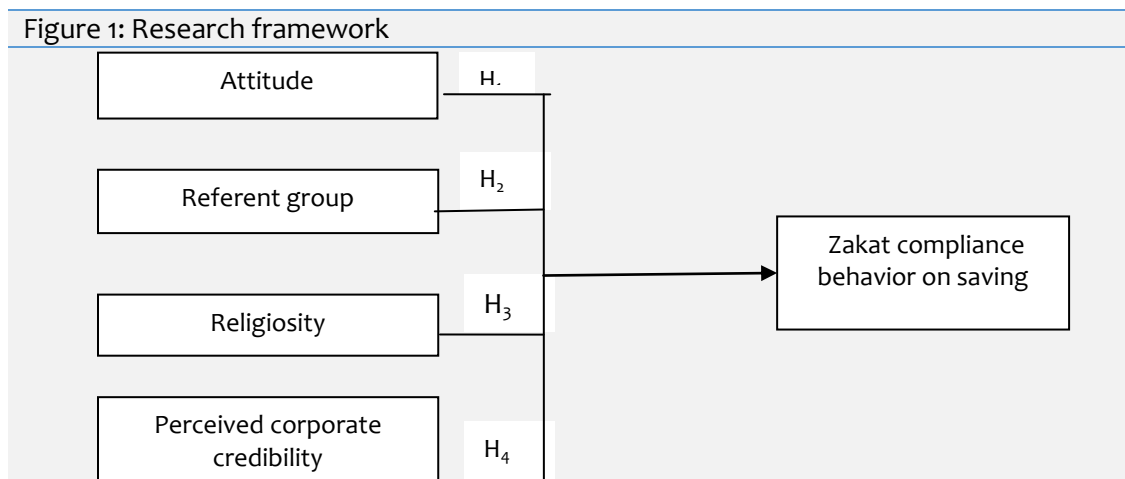 Figure 1: Research framework
Attitude
H
Referent group
H₂
Zakat compliance
behavior on saving
Religiosity
H₃
Perceived corporate
credibility
H₄